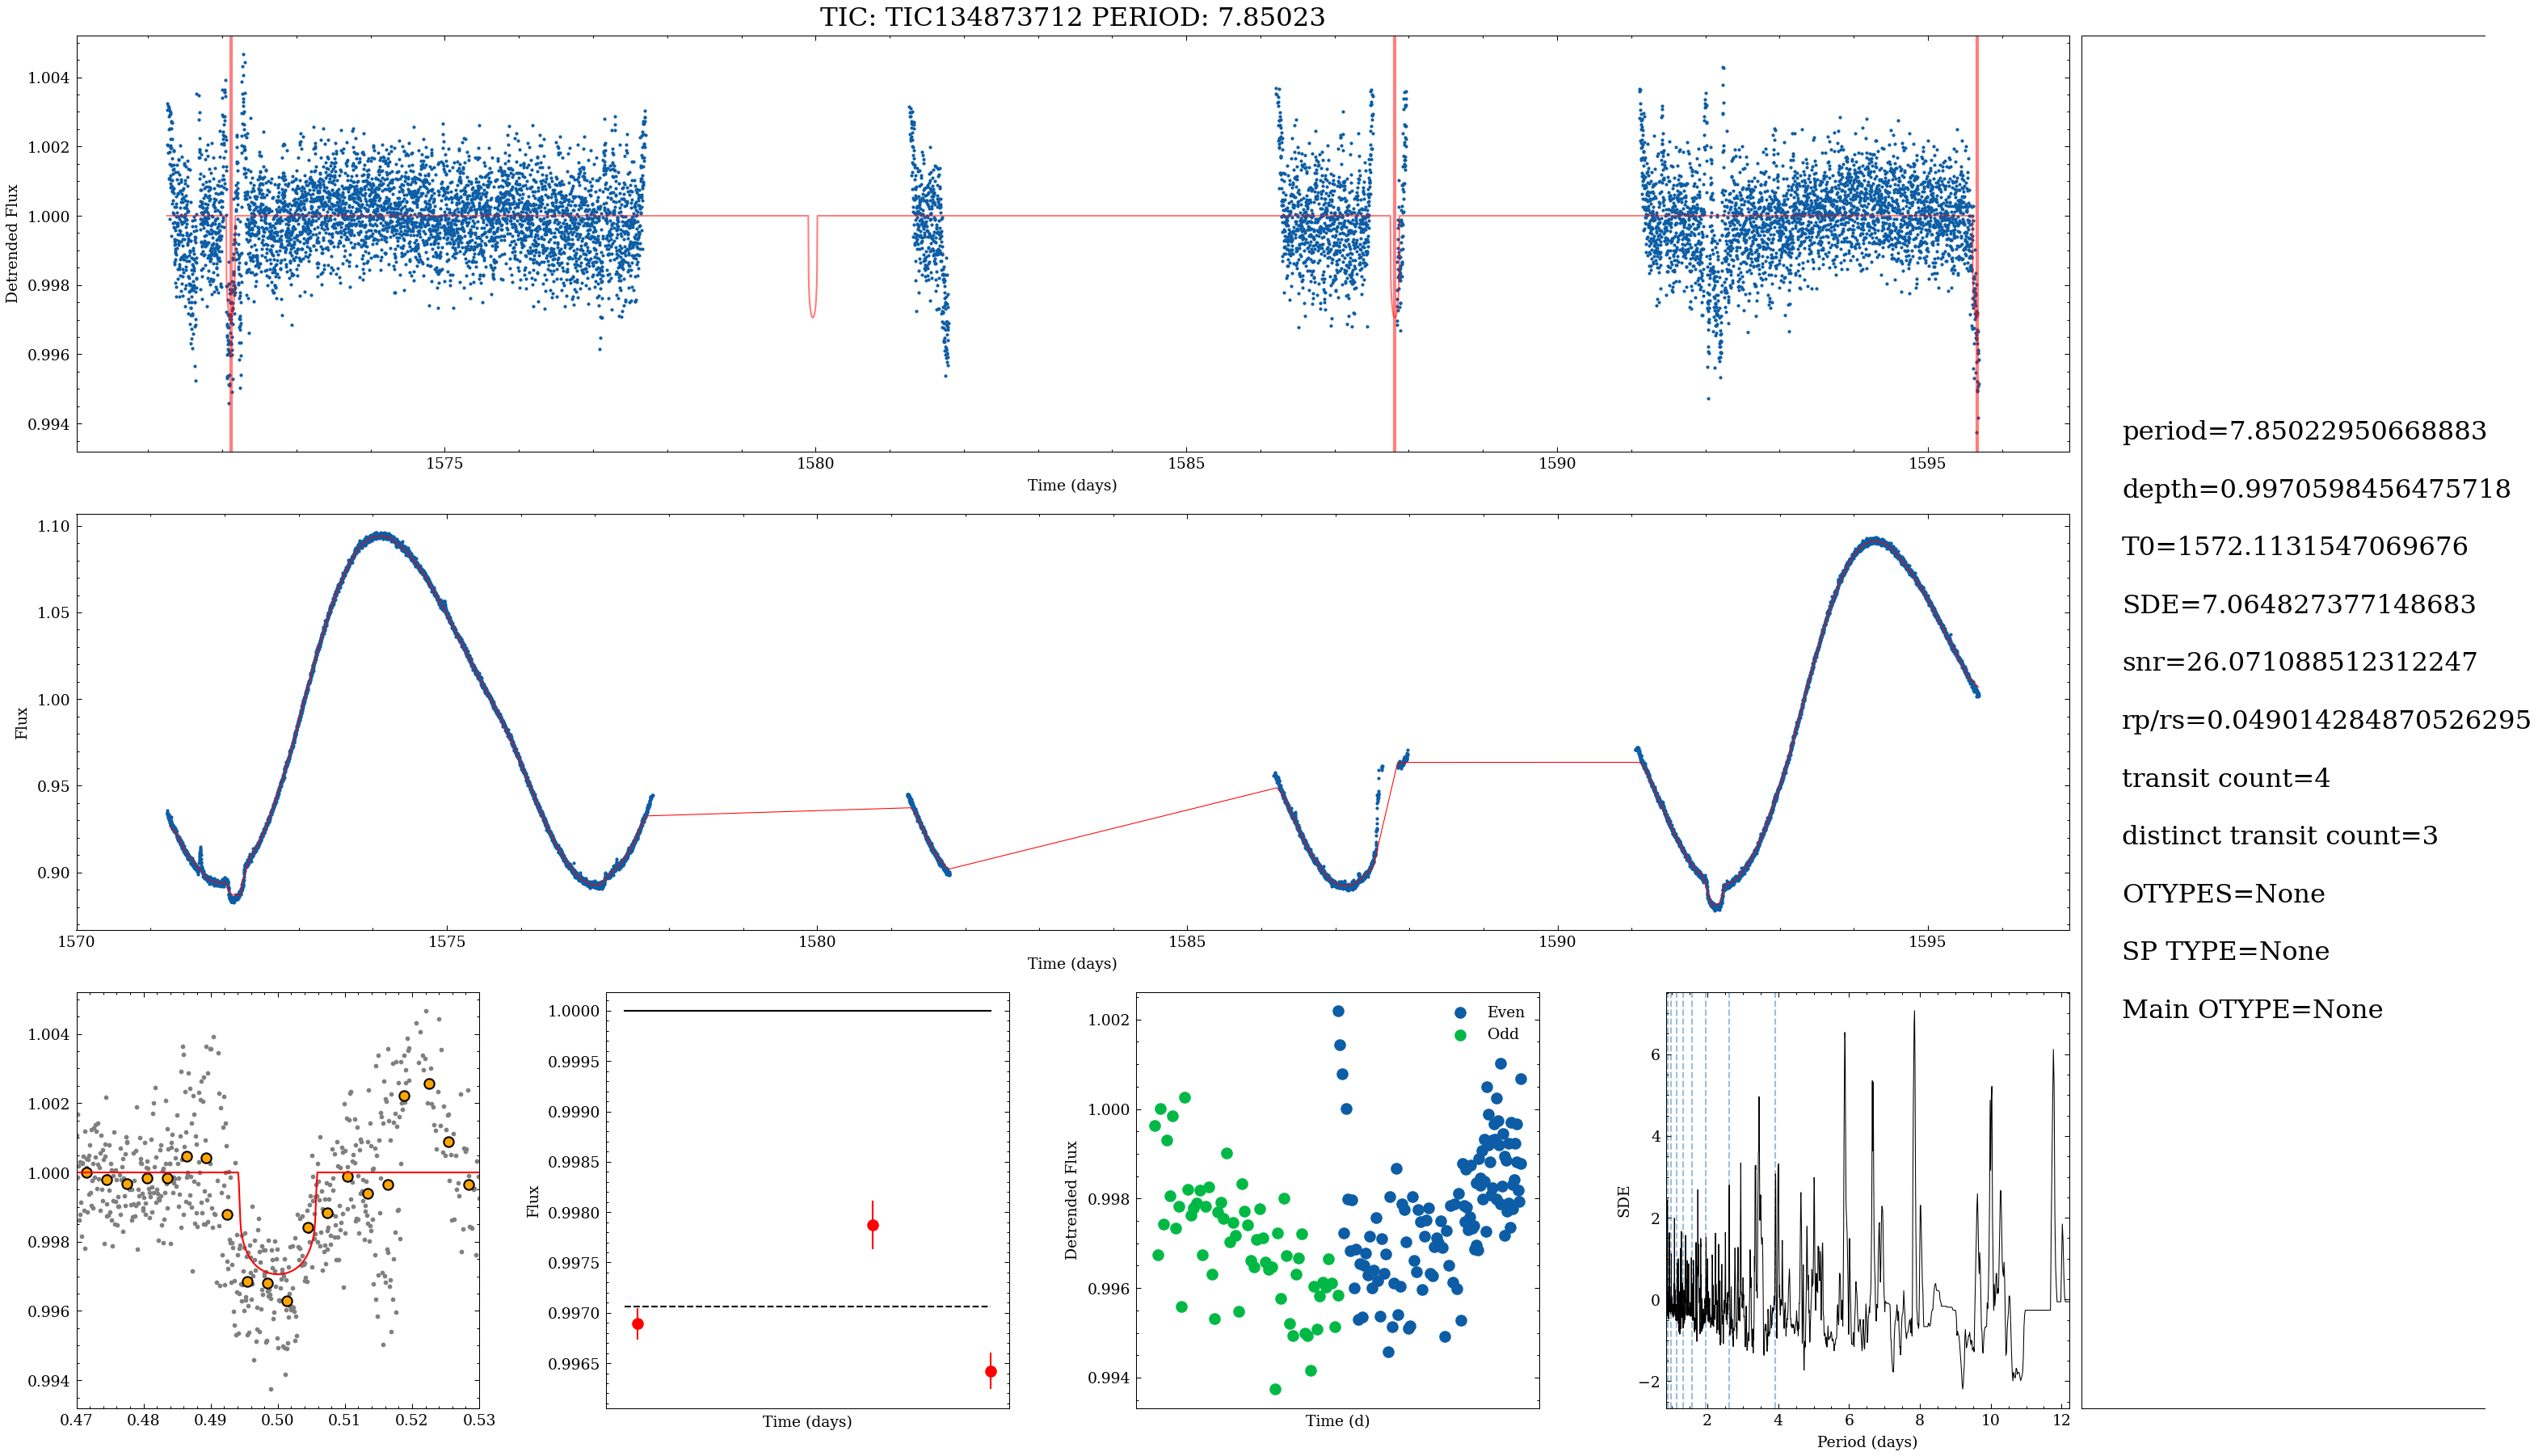 TIC: TIC134873712 PERIOD: 7.85023
Detrended Flux
1.004
1.002
1.000
0.998
0.996
0.994
1575
1580
1585
1590
1595
Time (days)
Flux
1.10
1.05
1.00
0.95
0.90
1570
1575
1580
1585
1590
1595
Time (days)
1.004
1.002
1.000
0.998
0.996
0.994
0.47
0.48
0.49
0.50
0.51
0.52
0.53
Flux
1.0000
0.9995
0.9990
0.9985
0.9980
0.9975
0.9970
0.9965
Time (days)
Detrended Flux
1.002
1.000
0.998
0.996
0.994
Even
Odd
Time (d)
SDE
6
4
2
0
−2
2
4
6
8
10
12
Period (days)
period=7.85022950668883
depth=0.9970598456475718
T0=1572.1131547069676
SDE=7.064827377148683
snr=26.071088512312247
rp/rs=0.049014284870526295
transit count=4
distinct transit count=3
OTYPES=None
SP TYPE=None
Main OTYPE=None